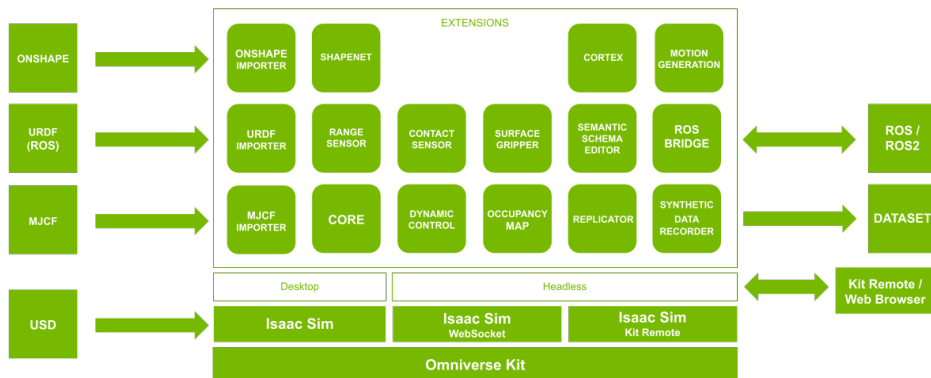 EXTENSIONS
ONSHAPE
ONSHAPE
IMPORTER
SHAPENET
CORTEX
MOTION
GENERATION
URDF
(ROS)
URDF
IMPORTER
RANGE
SENSOR
CONTACT
SENSOR
SURFACE
GRIPPER
SEMANTIC
SCHEMA
EDITOR
ROS
BRIDGE
ROS /
ROS2
MJCF
MJCF
IMPORTER
CORE
DYNAMIC
CONTROL
OCCUPANCY
MAP
REPLICATOR
SYNTHETIC
DATA
RECORDER
DATASET
Desktop
Headless
Kit Remote /
Web Browser
USD
Isaac Sim
Isaac Sim
WebSocket
Isaac Sim
Kit Remote
Omniverse Kit